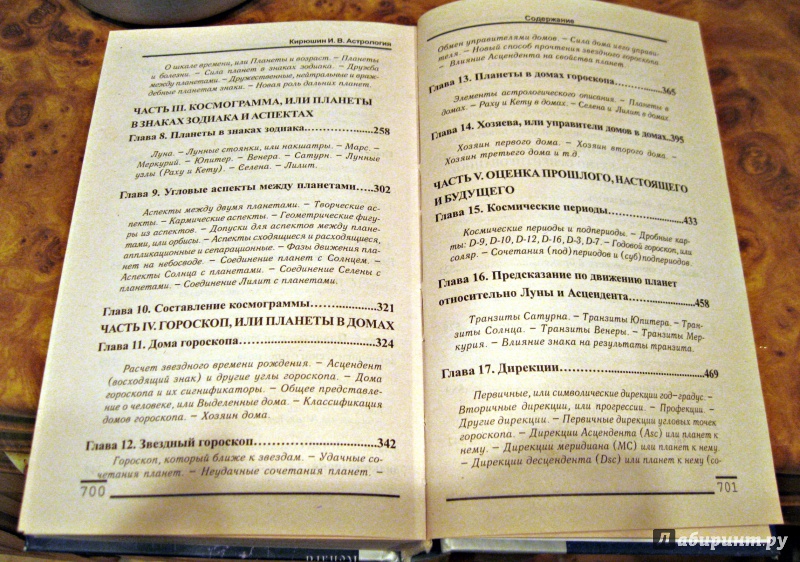 Кирюшин И. В. Астрология
О шкале времени, или Планеты и возраст. – Планеты
и болезни. – Сила планет в знаках зодиака. – Дружба
между планетами. – Дружественные, нейтральные и враж-
дебные планетам знаки. – Новая роль дальних планет.
ЧАСТЬ III. КОСМОГРАММА, ИЛИ ПЛАНЕТЫ
В ЗНАКАХ ЗОДИАКА И АСПЕКТАХ
Глава 8. Планеты в знаках зодиака..................258
Луна. – Лунные стоянки, или накшатры. – Марс. –
Меркурий. – Юпитер. – Венера. – Сатурн. – Лунные
узлы (Раху и Кету). – Селена. – Лилит.
Глава 9. Угловые аспекты между планетами.....302
Аспекты между двумя планетами. – Творческие ас-
пекты. – Кармические аспекты. – Геометрические фигу-
ры из аспектов. – Допуски для аспектов между плане-
тами, или орбисы. – Аспекты сходящиеся и расходящиеся,
аппликационные и сепарационные. – Фазы движения пла-
нет на небосводе. – Соединение планет с Солнцем. –
Аспекты Солнца с планетами. – Соединение Селены с
планетами. – Соединение Лилит с планетами.
Глава 10. Составление космограммы..................321
ЧАСТЬ IV. ГОРОСКОП, ИЛИ ПЛАНЕТЫ В ДОМАХ
Глава 11. Дома гороскопа..................................324
Расчет звездного времени рождения. – Асцендент
(восходящий знак) и другие углы гороскопа. – Дома
гороскопа и их сигнификаторы. – Общее представле-
ние о человеке, или Выделенные дома. – Классификация
домов гороскопа. – Хозяин дома.
Глава 12. Звездный гороскоп..............................342
Гороскоп, который ближе к звездам. – Удачные со-
четания планет. – Неудачные сочетания планет. –
700
Содержание
Обмен управителями домов. – Сила дома и его управи-
теля. – Новый способ прочтения звездного гороскопа.
– Влияние Асцендента на свойства планет.
Глава 13. Планеты в домах гороскопа..................365
Элементы астрологического описания. – Планеты в
домах. – Раху и Кету в домах. – Селена и Лилит в домах.
Глава 14. Хозяева, или управители домов в домах.395
Хозяин первого дома. – Хозяин второго дома. –
Хозяин третьего дома и т.д.
ЧАСТЬ V. ОЦЕНКА ПРОШЛОГО, НАСТОЯЩЕГО
И БУДУЩЕГО
Глава 15. Космические периоды..........................433
Космические периоды и подпериоды. – Дробные кар-
ты: D-9, D-10, D-12, D-16, D-3, D-7. – Годовой гороскоп, или
соляр. – Сочетания (под)периодов и (суб)подпериодов.
Глава 16. Предсказание по движению планет
относительно Луны и Асцендента......................458
Транзиты Сатурна. – Транзиты Юпитера. – Тран-
зиты Солнца. – Транзиты Венеры. – Транзиты Мер-
курия. – Влияние знака на результаты транзита.
Глава 17. Дирекции..........................................469
Первичные, или символические дирекции год-градус. –
Вторичные дирекции, или прогрессии. – Профекции. –
Другие дирекции. – Первичные дирекции угловых точек
гороскопа. – Дирекции Асцендента (Asc) или планет к
нему. – Дирекции меридиана (MC) или планет к нему.
– Дирекции десцендента (Dsc) или планет к нему (со-
701
Лабиринт.ру